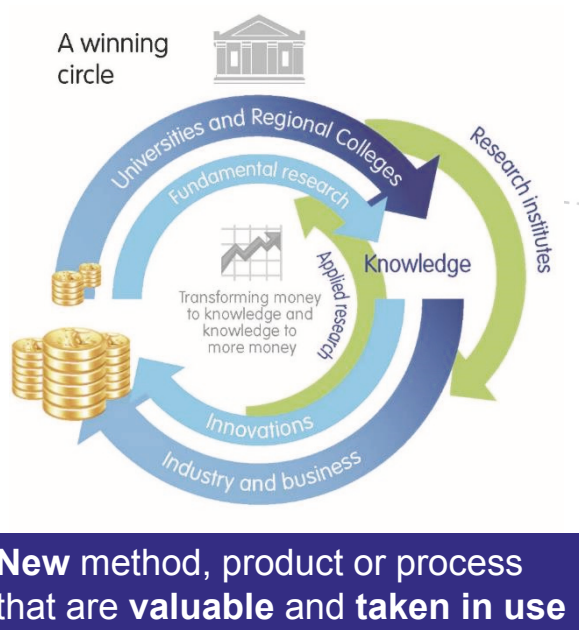 A winning
circle
Universities and Regional Colleges
Research institutes
Fundamental research
Applied research
Knowledge
Transforming money
to knowledge and
knowledge to
more money
Innovations
Industry and business
New method, product or process
that are valuable and taken in use